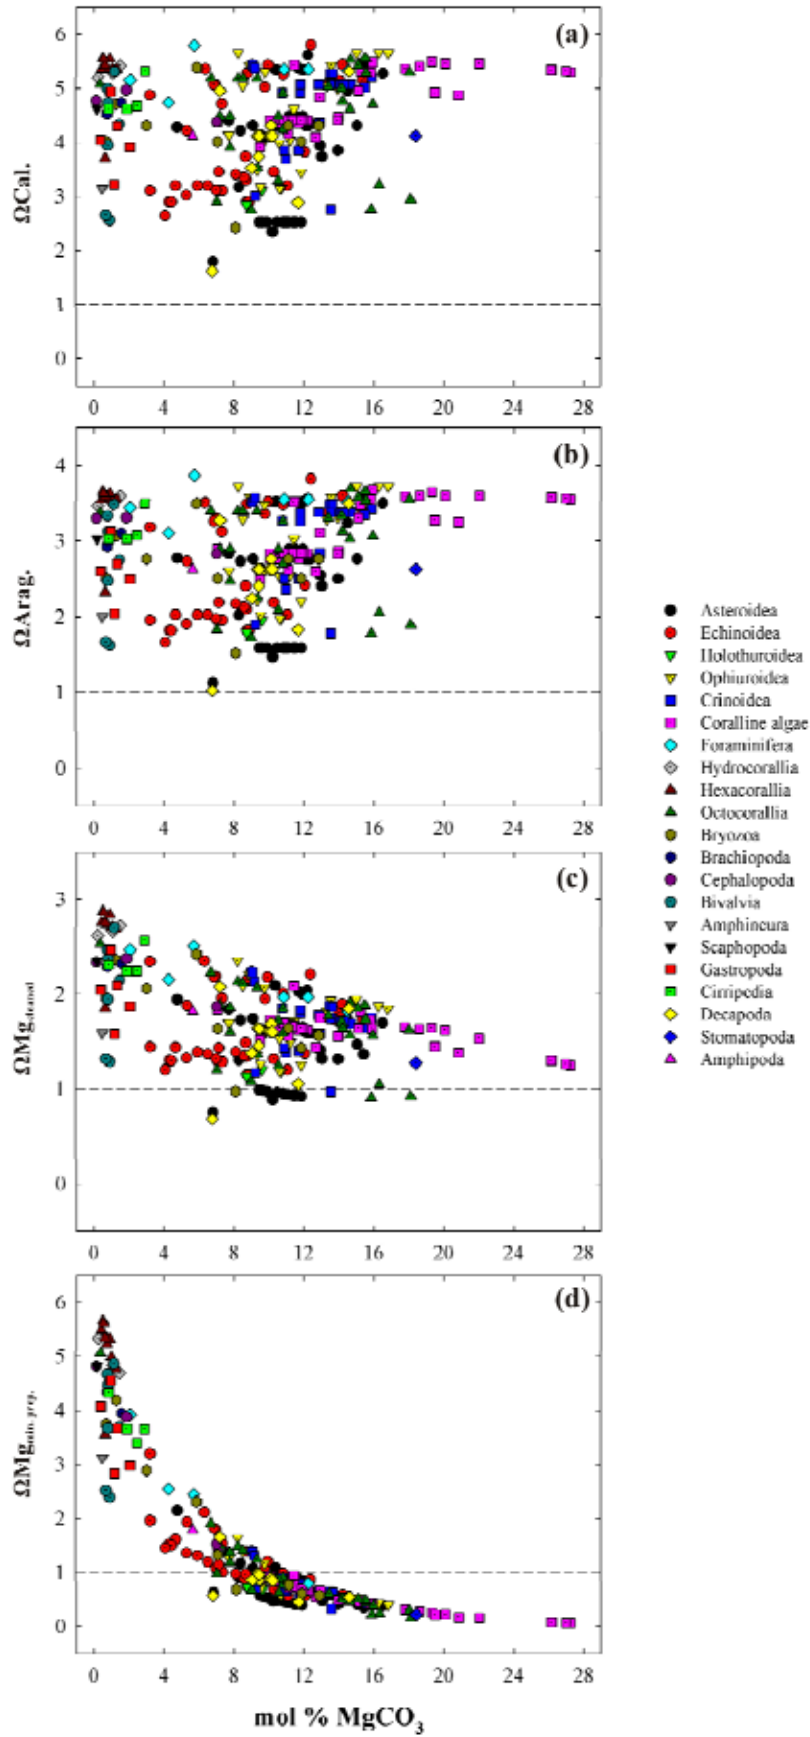 (a)
6
5
4
3
2
1
0
ΩCal.
0 4 8 12 16 20 24 28
(b)
4
3
2
1
0
ΩArag.
0 4 8 12 16 20 24 28
Asteroidea
Echinoidea
Holothuroidea
Ophiuroidea
Crinoidea
Coralline algae
Foraminifera
Hydrocorallia
Hexacorallia
Octocorallia
Bryozoa
Brachiopoda
Cephalopoda
Bivalvia
Amphineura
Scaphopoda
Gastropoda
Cirripedia
Decapoda
Stomatopoda
Amphipoda
(c)
3
2
1
0
ΩMg
0 4 8 12 16 20 24 28
(d)
6
5
4
3
2
1
0
ΩMg min. prep.
0 4 8 12 16 20 24 28
mol % MgCO₃